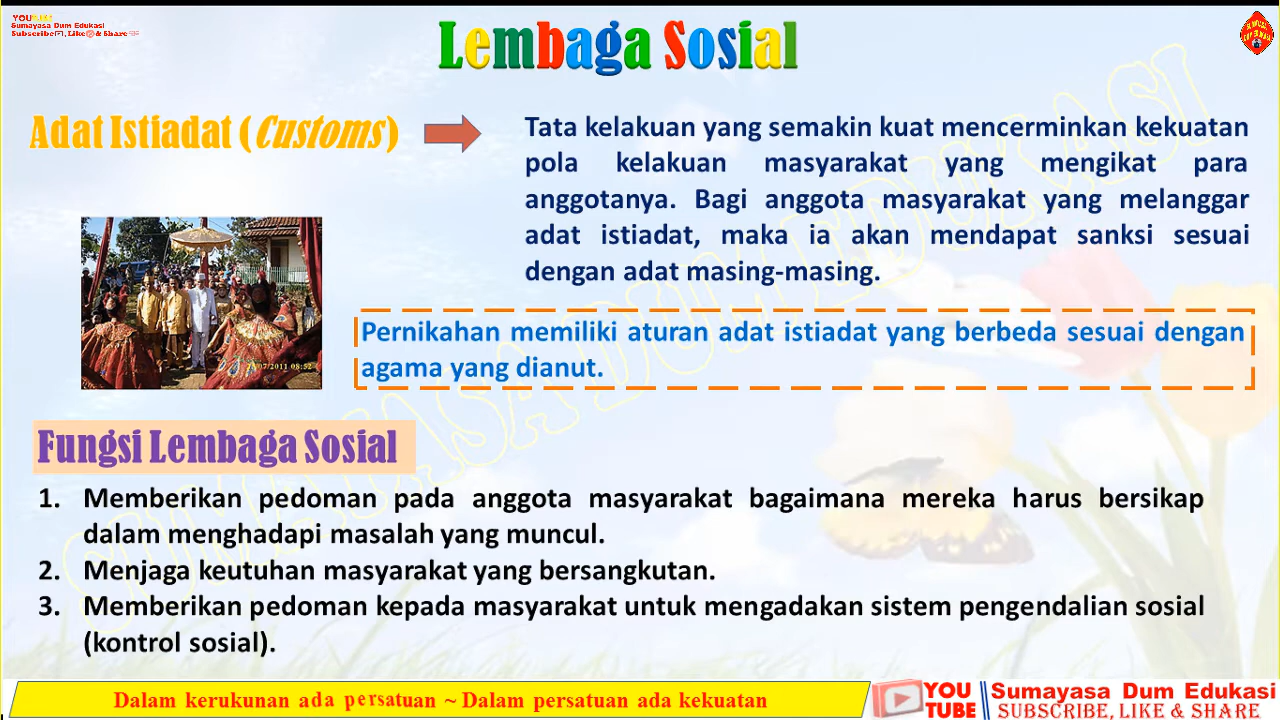 YOUTUBE
Sumayasa Dum Edukasi
Subscribe, Like & Share
Lembaga Sosial
Adat Istiadat (Customs)
Tata kelakuan yang semakin kuat mencerminkan kekuatan
pola kelakuan masyarakat yang mengikat para
anggotanya. Bagi anggota masyarakat yang melanggar
adat istiadat, maka ia akan mendapat sanksi sesuai
dengan adat masing-masing.
Pernikahan memiliki aturan adat istiadat yang berbeda sesuai dengan
agama yang dianut.
Fungsi Lembaga Sosial
1. Memberikan pedoman pada anggota masyarakat bagaimana mereka harus bersikap
dalam menghadapi masalah yang muncul.
2. Menjaga keutuhan masyarakat yang bersangkutan.
3. Memberikan pedoman kepada masyarakat untuk mengadakan sistem pengendalian sosial
(kontrol sosial).
SUMAYASA DUM EDUKASI
Dalam kerukunan ada persatuan ~ Dalam persatuan ada kekuatan
YOU
TUBE
Sumayasa Dum Edukasi
SUBSCRIBE, LIKE & SHARE